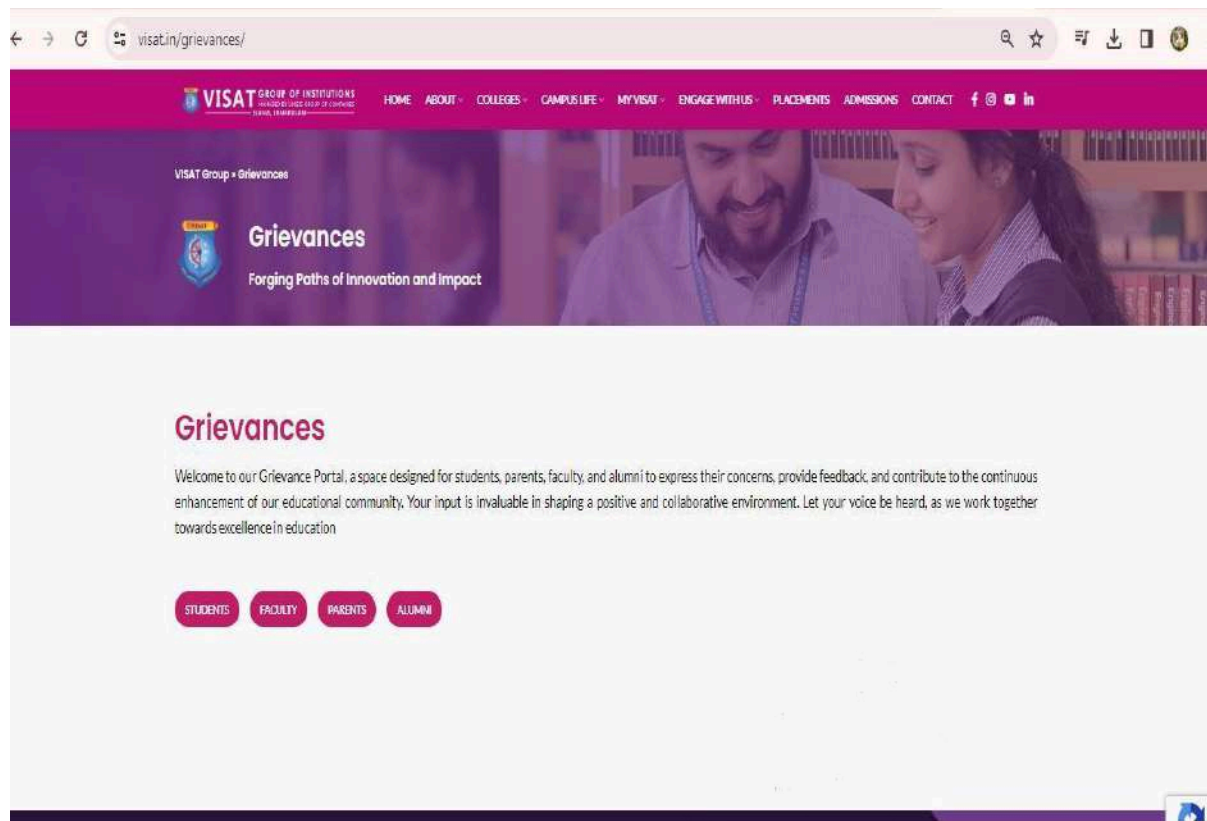 visat.in/grievances/
VISAT GROUP OF INSTITUTIONS
HOME ABOUT COLLEGES CAMPUS LIFE MY VISAT ENGAGE WITH US PLACEMENTS ADMISSIONS CONTACT
VISAT Group » Grievances
Grievances
Forging Paths of Innovation and Impact
Grievances
Welcome to our Grievance Portal, a space designed for students, parents, faculty, and alumni to express their concerns, provide feedback, and contribute to the continuous
enhancement of our educational community. Your input is invaluable in shaping a positive and collaborative environment. Let your voice be heard, as we work together
towards excellence in education
STUDENTS FACULTY PARENTS ALUMNI